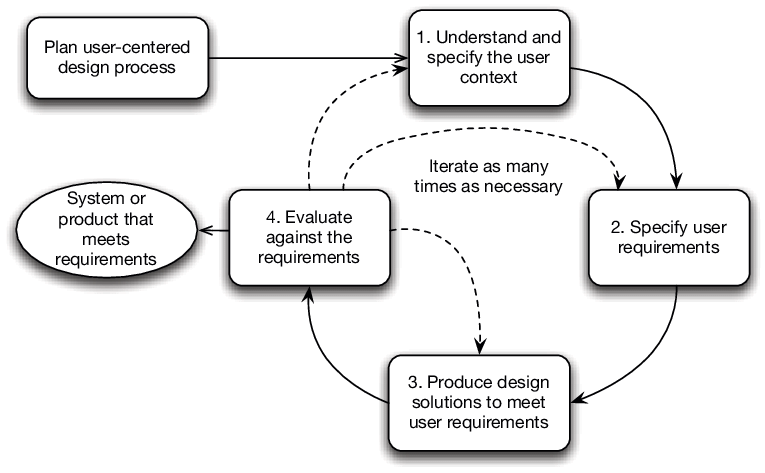 Plan user-centered
design process
1. Understand and
specify the user
context
Iterate as many
times as necessary
System or
product that
meets
requirements
4. Evaluate
against the
requirements
2. Specify user
requirements
3. Produce design
solutions to meet
user requirements